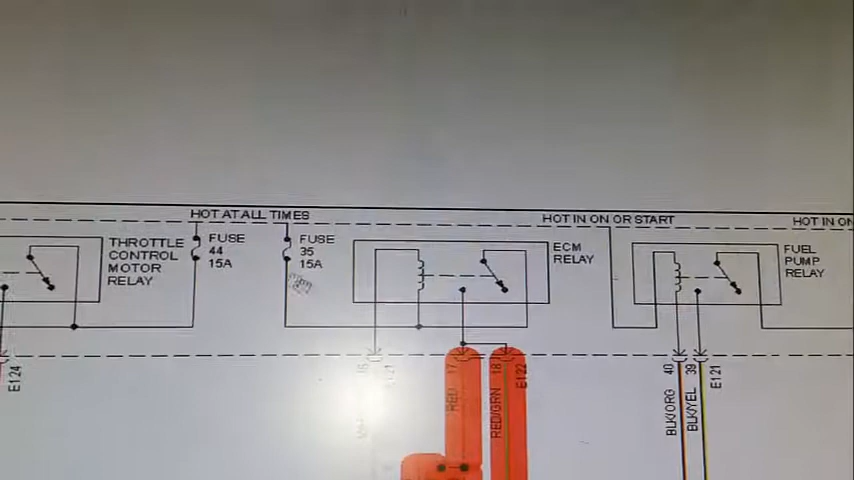 HOT AT ALL TIMES
HOT IN ON OR START
HOT IN ON
THROTTLE
CONTROL
MOTOR
RELAY
FUSE
44
15A
FUSE
35
15A
ECM
RELAY
FUEL
PUMP
RELAY
E124
17
18
E122
40
39
E121
RED
RED/GRN
BLK/ORG
BLK/YEL